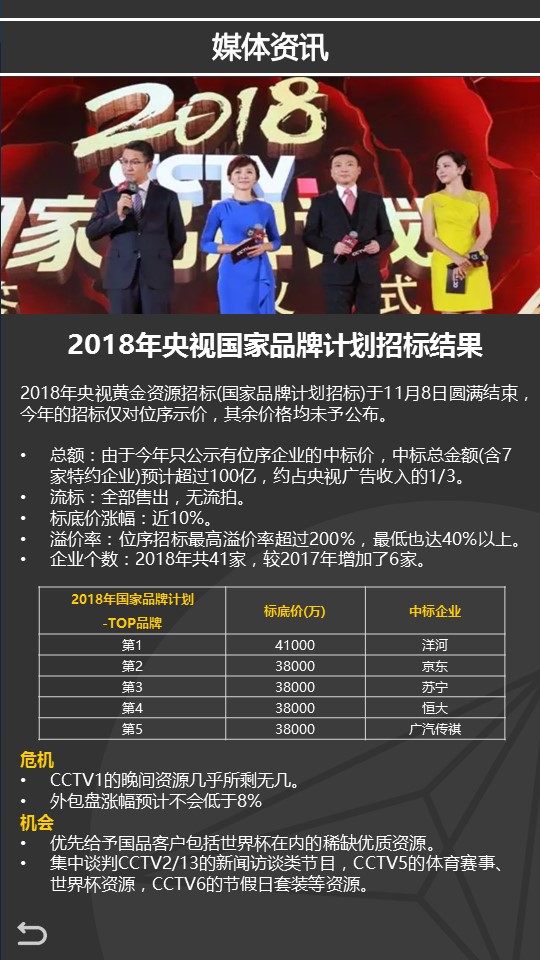 媒体资讯
2018
CCTV.
国家品牌计划
签 仪 式
2018年央视国家品牌计划招标结果
2018年央视黄金资源招标(国家品牌计划招标)于11月8日圆满结束，
今年的招标仅对位序示价，其余价格均未予公布。
• 总额：由于今年只公示有位序企业的中标价，中标总金额(含7
家特约企业)预计超过100亿，约占央视广告收入的1/3。
• 流标：全部售出，无流拍。
• 标底价涨幅：近10%。
• 溢价率：位序招标最高溢价率超过200%，最低也达40%以上。
• 企业个数：2018年共41家，较2017年增加了6家。
2018年国家品牌计划
-TOP品牌 标底价(万) 中标企业
第1 41000 洋河
第2 38000 京东
第3 38000 苏宁
第4 38000 恒大
第5 38000 广汽传祺
危机
• CCTV1的晚间资源几乎所剩无几。
• 外包盘涨幅预计不会低于8%
机会
• 优先给予国品客户包括世界杯在内的稀缺优质资源。
• 集中谈判CCTV2/13的新闻访谈类节目，CCTV5的体育赛事、
世界杯资源，CCTV6的节假日套装等资源。